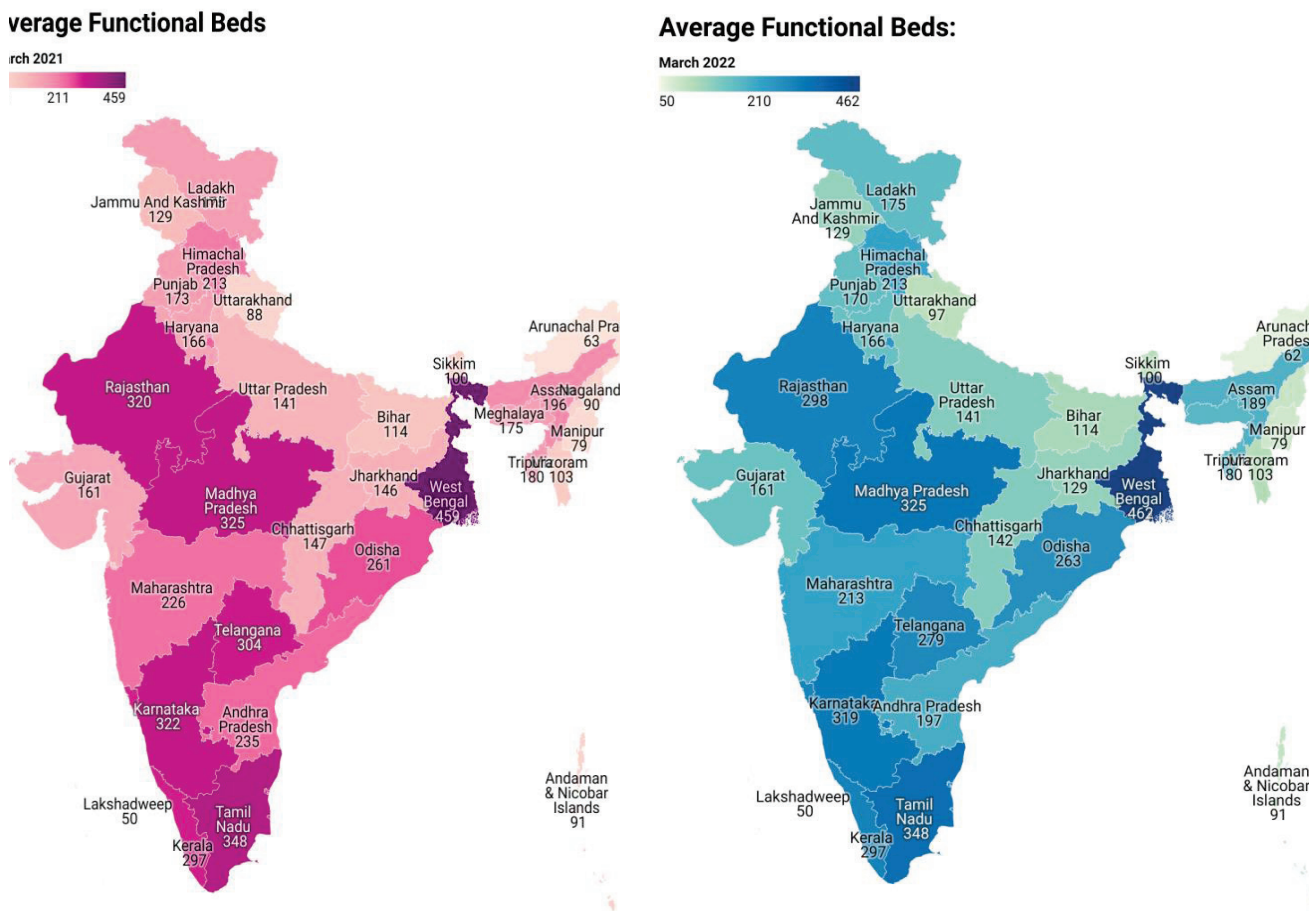 verage Functional Beds
rch 2021
211 459
Ladakh
Jammu And Kashmir
129
Himachal
Pradesh
213
Punjab
173
Uttarakhand
88
Haryana
166
Arunachal Pra
63
Sikkim
100
Rajasthan
320
Uttar Pradesh
141
Assam
196
Nagaland
90
Bihar
114
Meghalaya
175
Manipur
79
Tripura
180
103
Gujarat
161
Jharkhand
146
Madhya
Pradesh
325
West
Bengal
459
Chhattisgarh
147
Odisha
261
Maharashtra
226
Telangana
304
Karnataka
322
Andhra
Pradesh
235
Andaman
& Nicobar
Islands
91
Lakshadweep
50
Tamil
Nadu
348
Kerala
297
Average Functional Beds:
March 2022
50 210 462
Ladakh
175
Jammu
And Kashmir
129
Himachal
Pradesh
213
Punjab
170
Uttarakhand
97
Haryana
166
Arunach
Prades
62
Sikkim
100
Rajasthan
298
Uttar
Pradesh
141
Assam
189
Bihar
114
Manipur
79
Tripura
180
103
Gujarat
161
Jharkhand
129
Madhya Pradesh
325
West
Bengal
462
Chhattisgarh
142
Odisha
263
Maharashtra
213
Telangana
279
Karnataka
319
Andhra Pradesh
197
Andaman
& Nicobar
Islands
91
Lakshadweep
50
Tamil
Nadu
348
Kerala
297